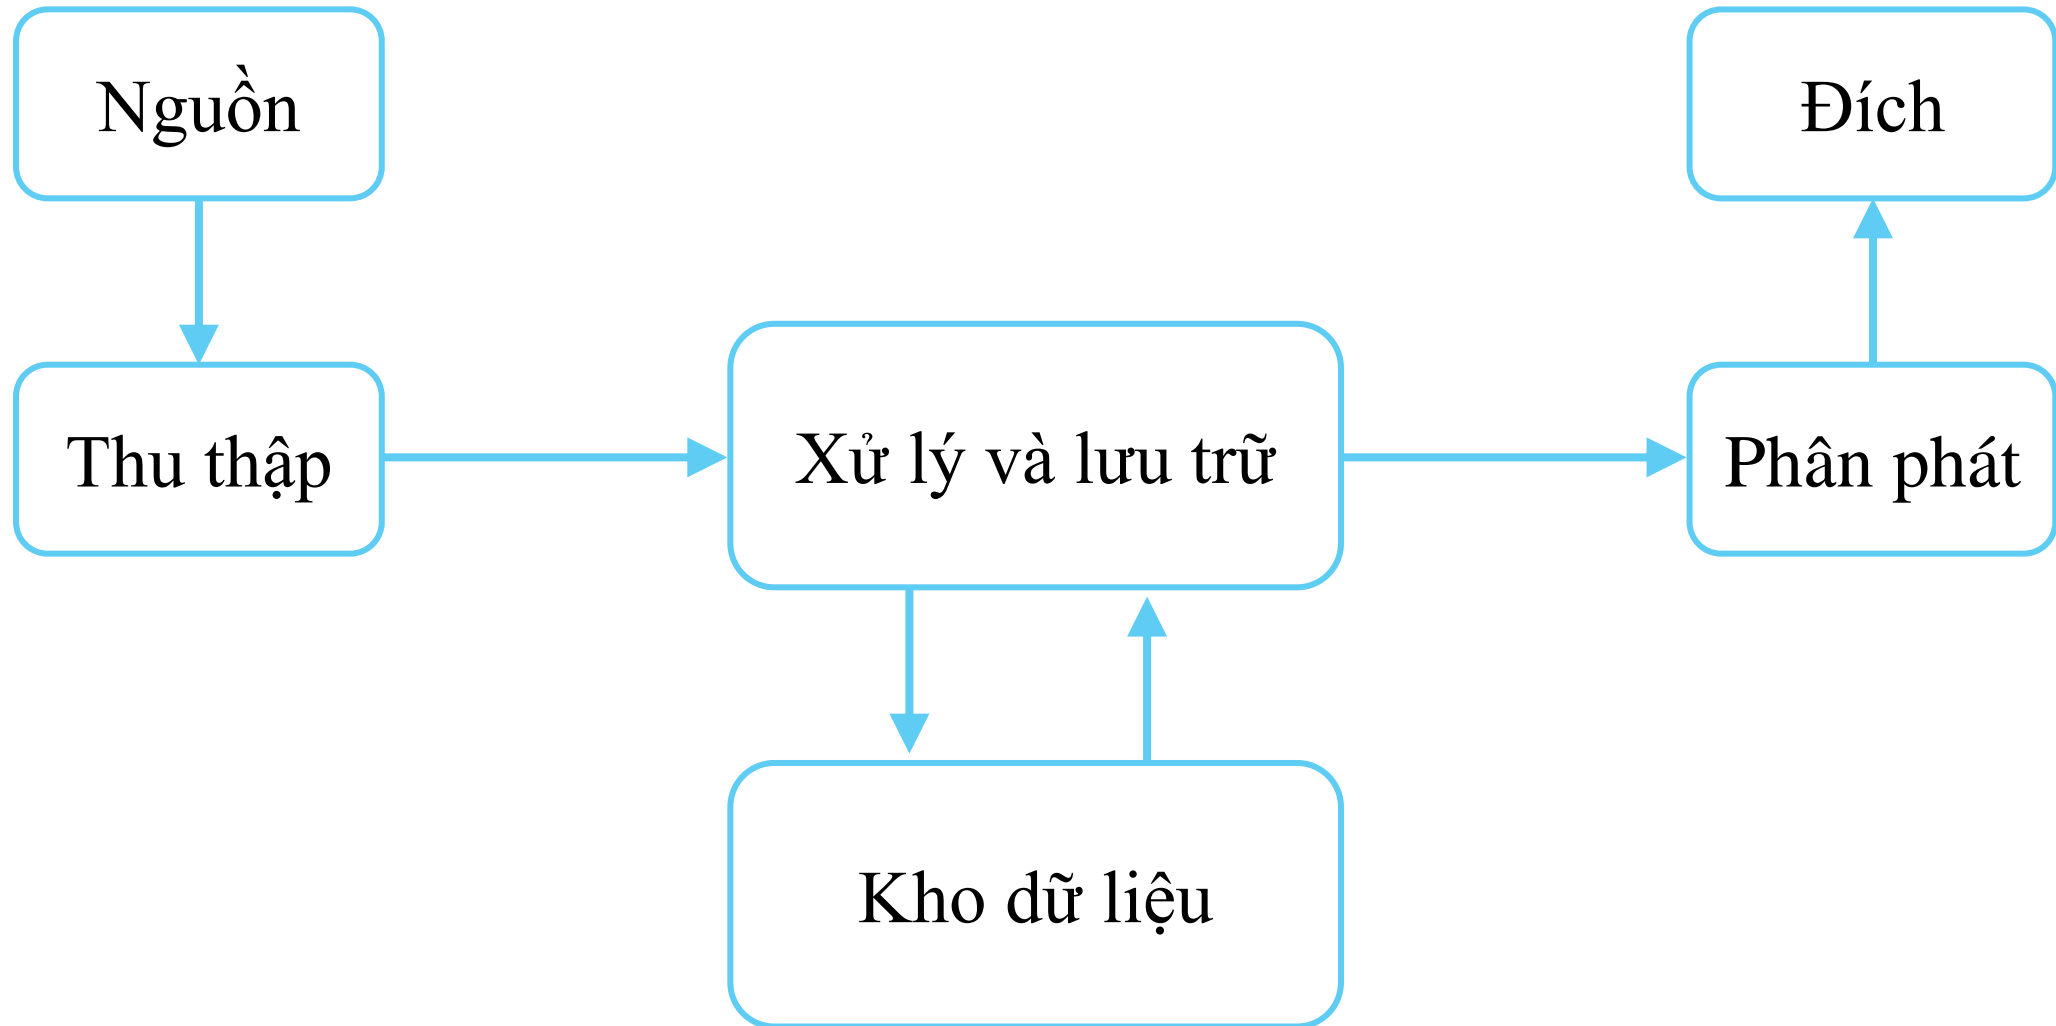 Nguồn
Đích
Thu thập
Xử lý và lưu trữ
Phân phát
Kho dữ liệu